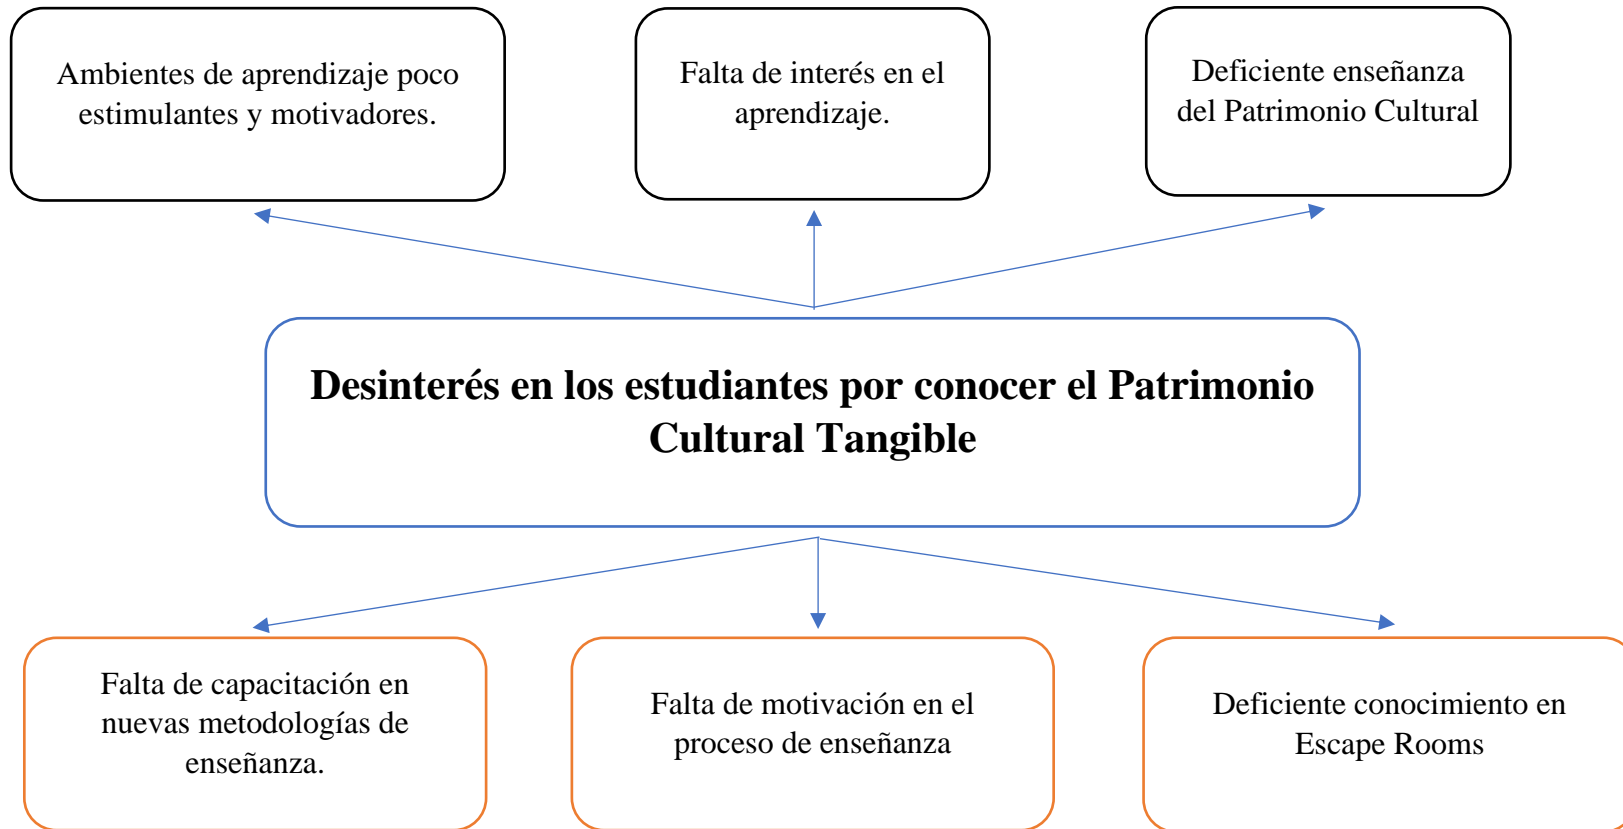 Ambientes de aprendizaje poco
estimulantes y motivadores.
Falta de interés en el
aprendizaje.
Deficiente enseñanza
del Patrimonio Cultural
Desinterés en los estudiantes por conocer el Patrimonio
Cultural Tangible
Falta de capacitación en
nuevas metodologías de
enseñanza.
Falta de motivación en el
proceso de enseñanza
Deficiente conocimiento en
Escape Rooms